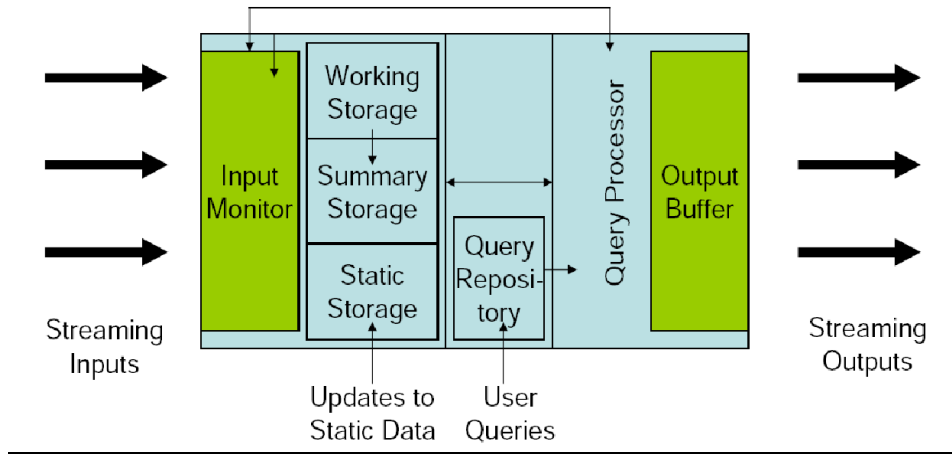 Working
Storage
Input
Monitor
Summary
Storage
Static
Storage
Query
Reposi-
tory
Query Processor
Output
Buffer
Streaming
Inputs
Streaming
Outputs
Updates to
Static Data
User
Queries